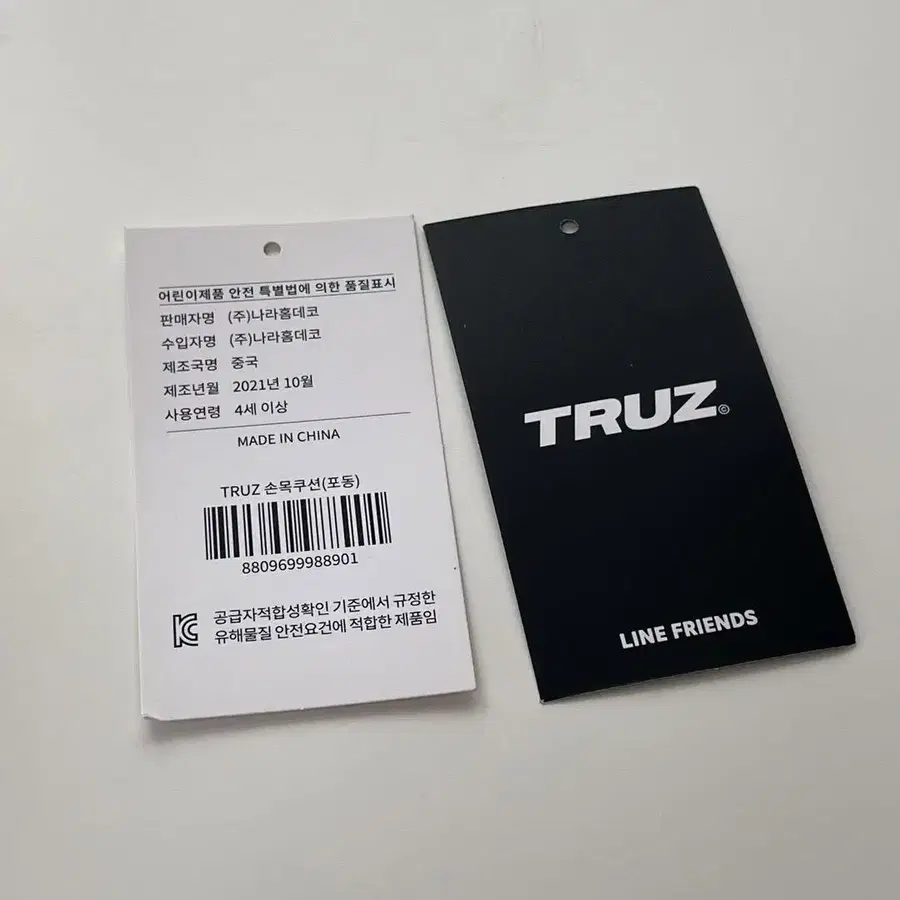 어린이제품 안전 특별법에 의한 품질표시
판매자명 (주)나라홈데코
수입자명 (주)나라홈데코
제조국명 중국
제조년월 2021년 10월
사용연령 4세 이상
MADE IN CHINA
TRUZ 손목쿠션(포동)
8809699988901
KC 공급자적합성확인 기준에서 규정한
유해물질 안전요건에 적합한 제품임
TRUZ©
LINE FRIENDS